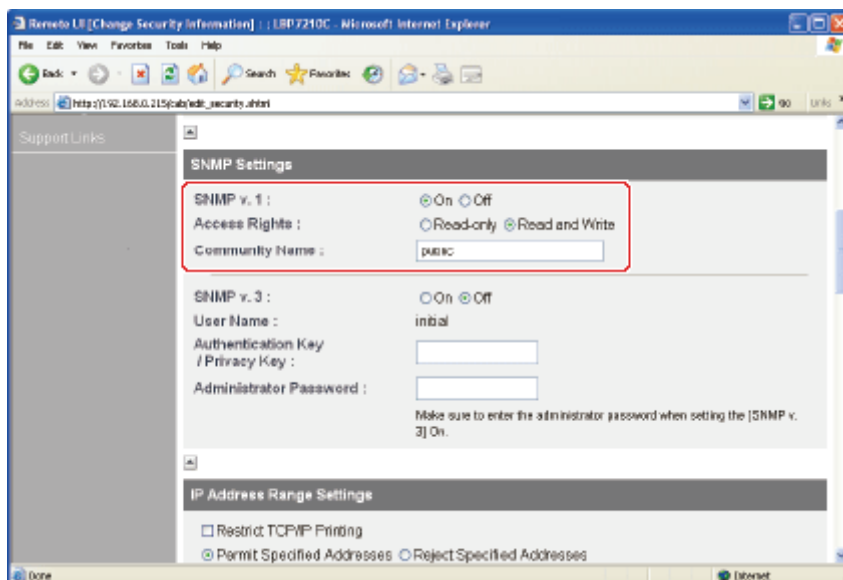 Remote UI [Change Security Information] : : LBP7210C - Microsoft Internet Explorer
File Edit View Favorites Tools Help
Back Search Favorites
Address http://192.168.0.215/cab/edit_security.shtml Go Links
Support Links
SNMP Settings
SNMP v. 1 : On Off
Access Rights : Read-only Read and Write
Community Name : public
SNMP v. 3 : On Off
User Name : initial
Authentication Key
/ Privacy Key :
Administrator Password :
Make sure to enter the administrator password when setting the [SNMP v.
3] On.
IP Address Range Settings
Restrict TCP/IP Printing
Permit Specified Addresses Reject Specified Addresses
Done Internet